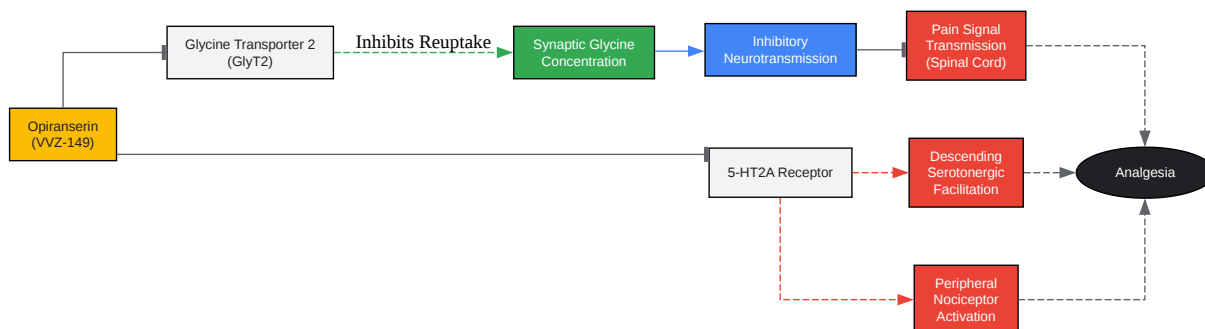 Glycine Transporter 2
(GlyT2)
Inhibits Reuptake
Synaptic Glycine
Concentration
Inhibitory
Neurotransmission
Pain Signal
Transmission
(Spinal Cord)
Opiranserin
(VVZ-149)
5-HT2A Receptor
Descending
Serotonergic
Facilitation
Analgesia
Peripheral
Nociceptor
Activation